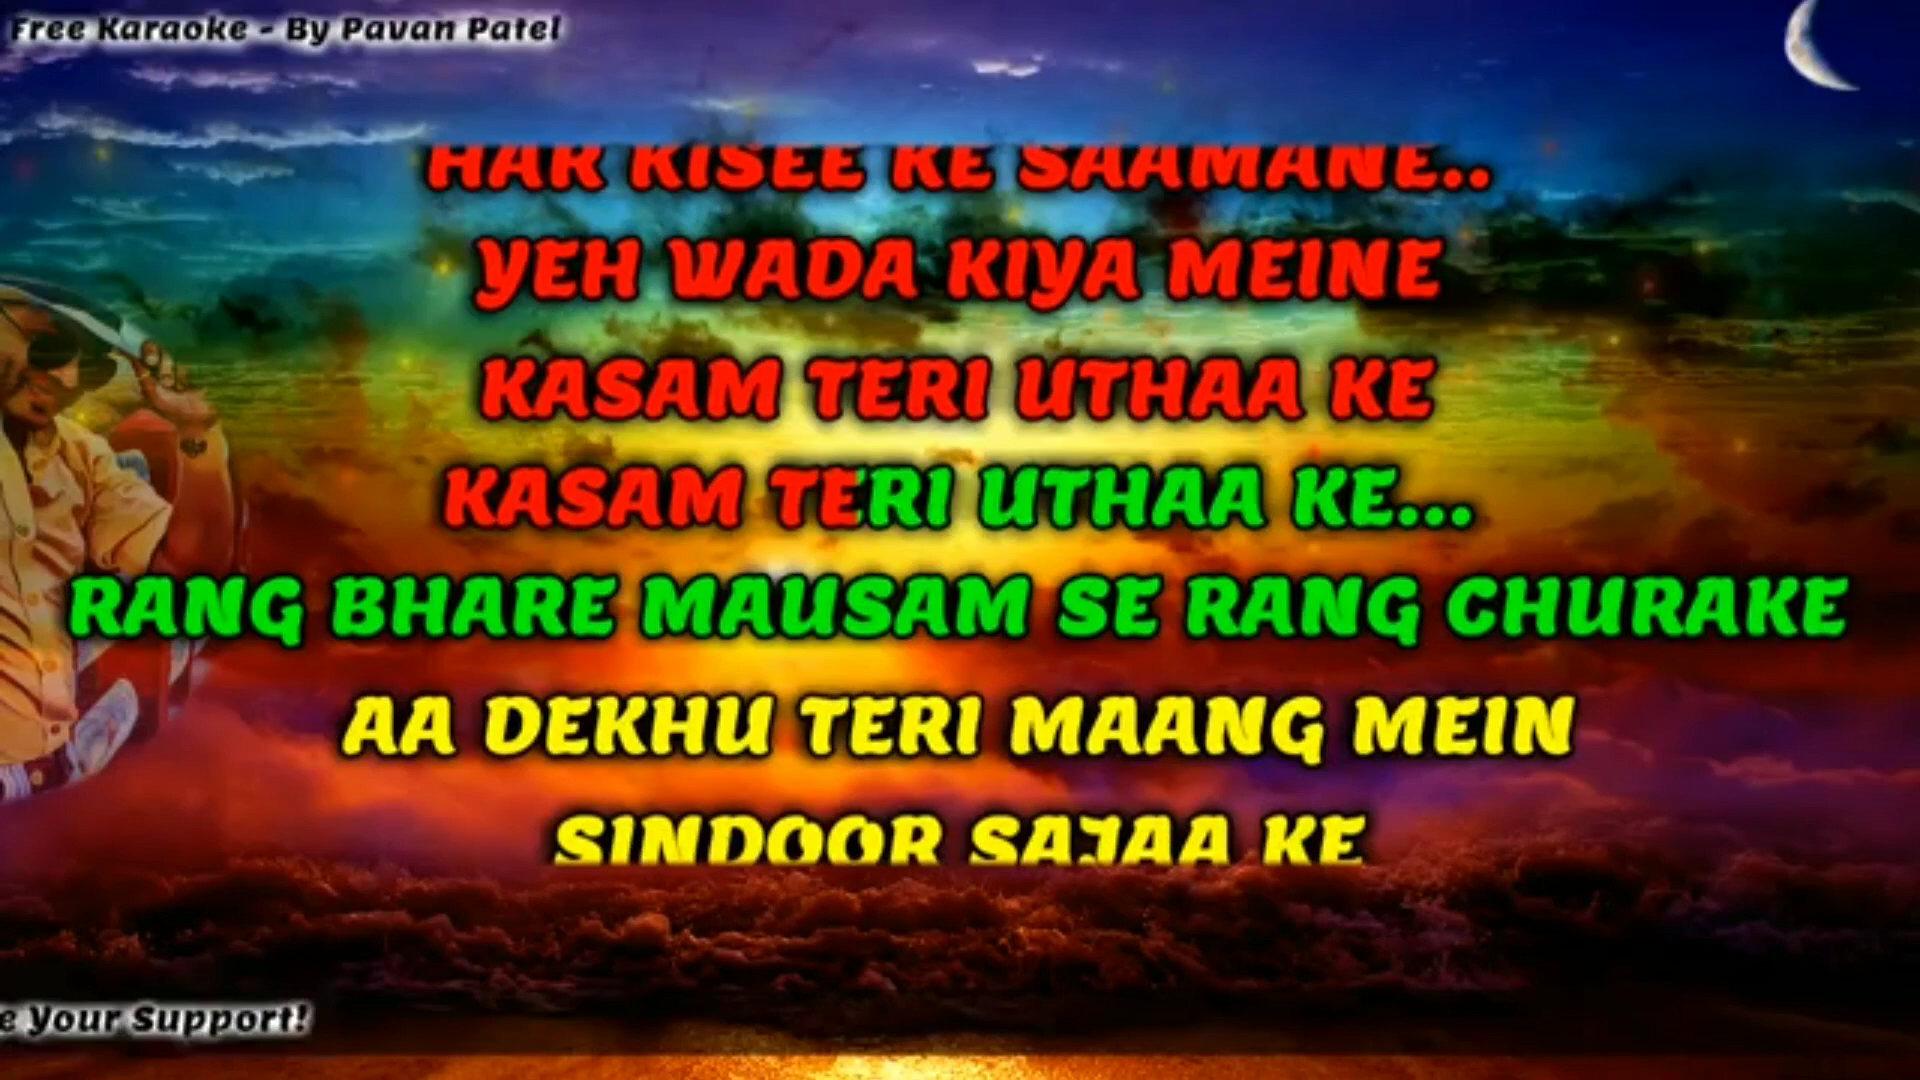 Free Karaoke - By Pavan Patel
HAR KISEE KE SAAMANE..
YEH WADA KIYA MEINE
KASAM TERI UTHAA KE
KASAM TERI UTHAA KE...
RANG BHARE MAUSAM SE RANG CHURAKE
AA DEKHU TERI MAANG MEIN
SINDOOR SAJAA KE
e Your Support!